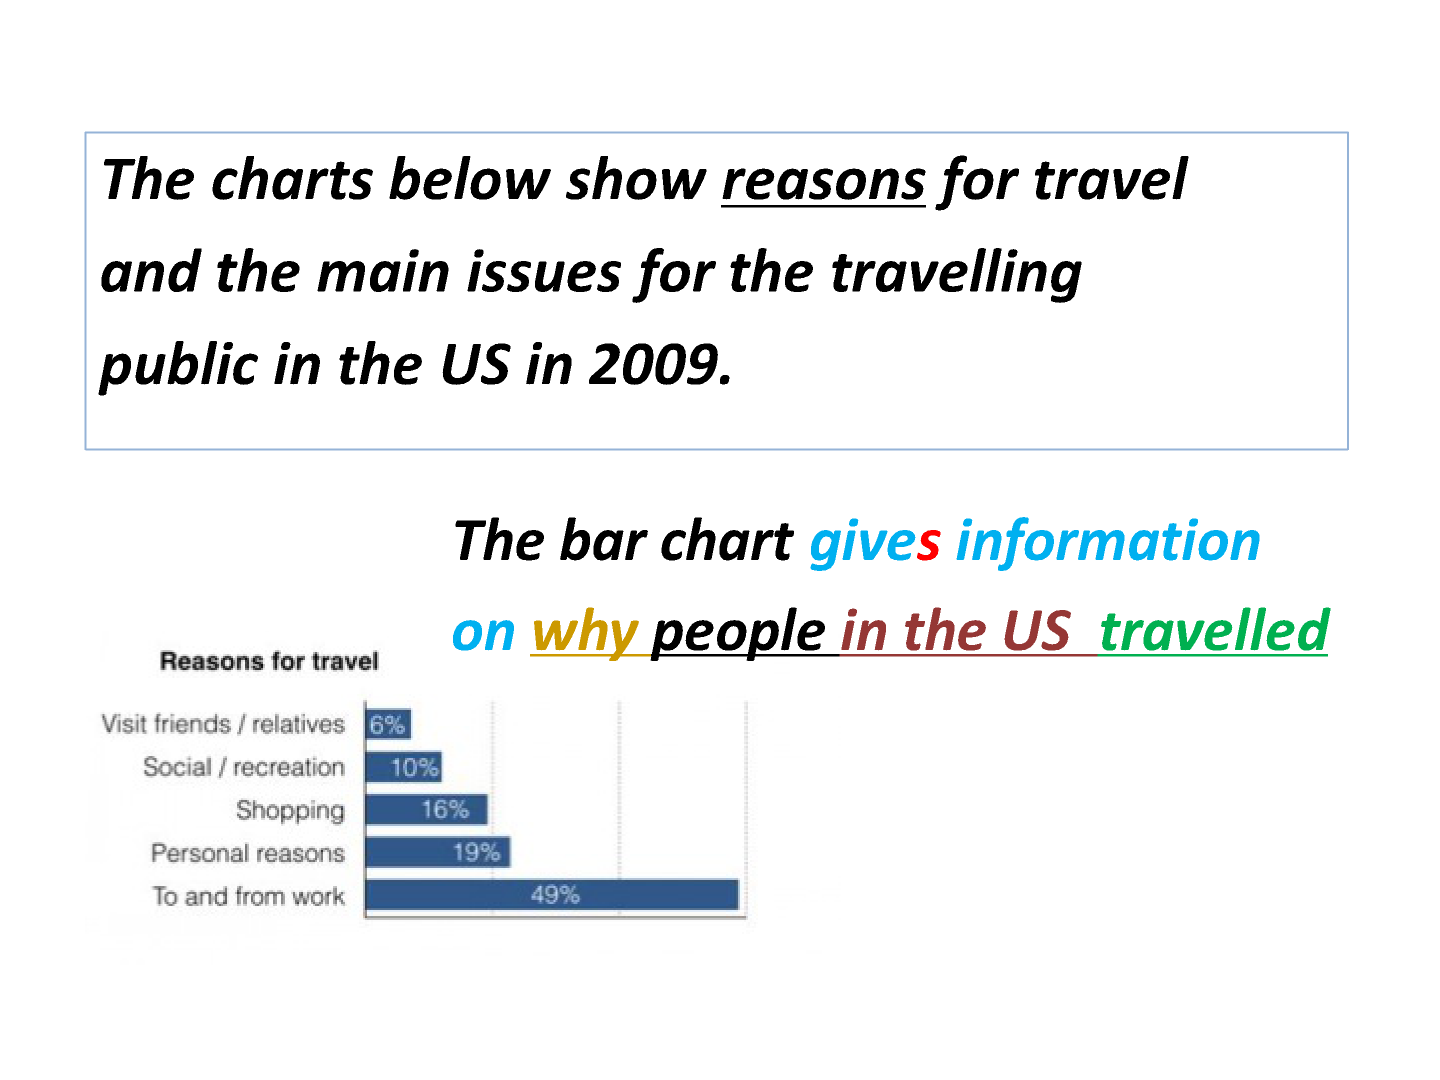 The charts below show reasons for travel
and the main issues for the travelling
public in the US in 2009.
The bar chart gives information
on why people in the US travelled
Reasons for travel
Visit friends / relatives 6%
Social / recreation 10%
Shopping 16%
Personal reasons 19%
To and from work 49%